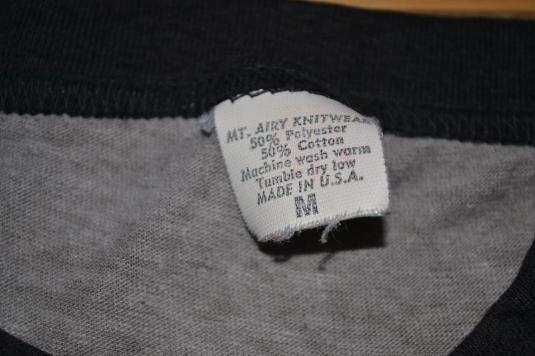 MT. AIRY KNITWEAR
50% Polyester
50% Cotton
Machine wash warm
Tumble dry low
MADE IN U.S.A.
M